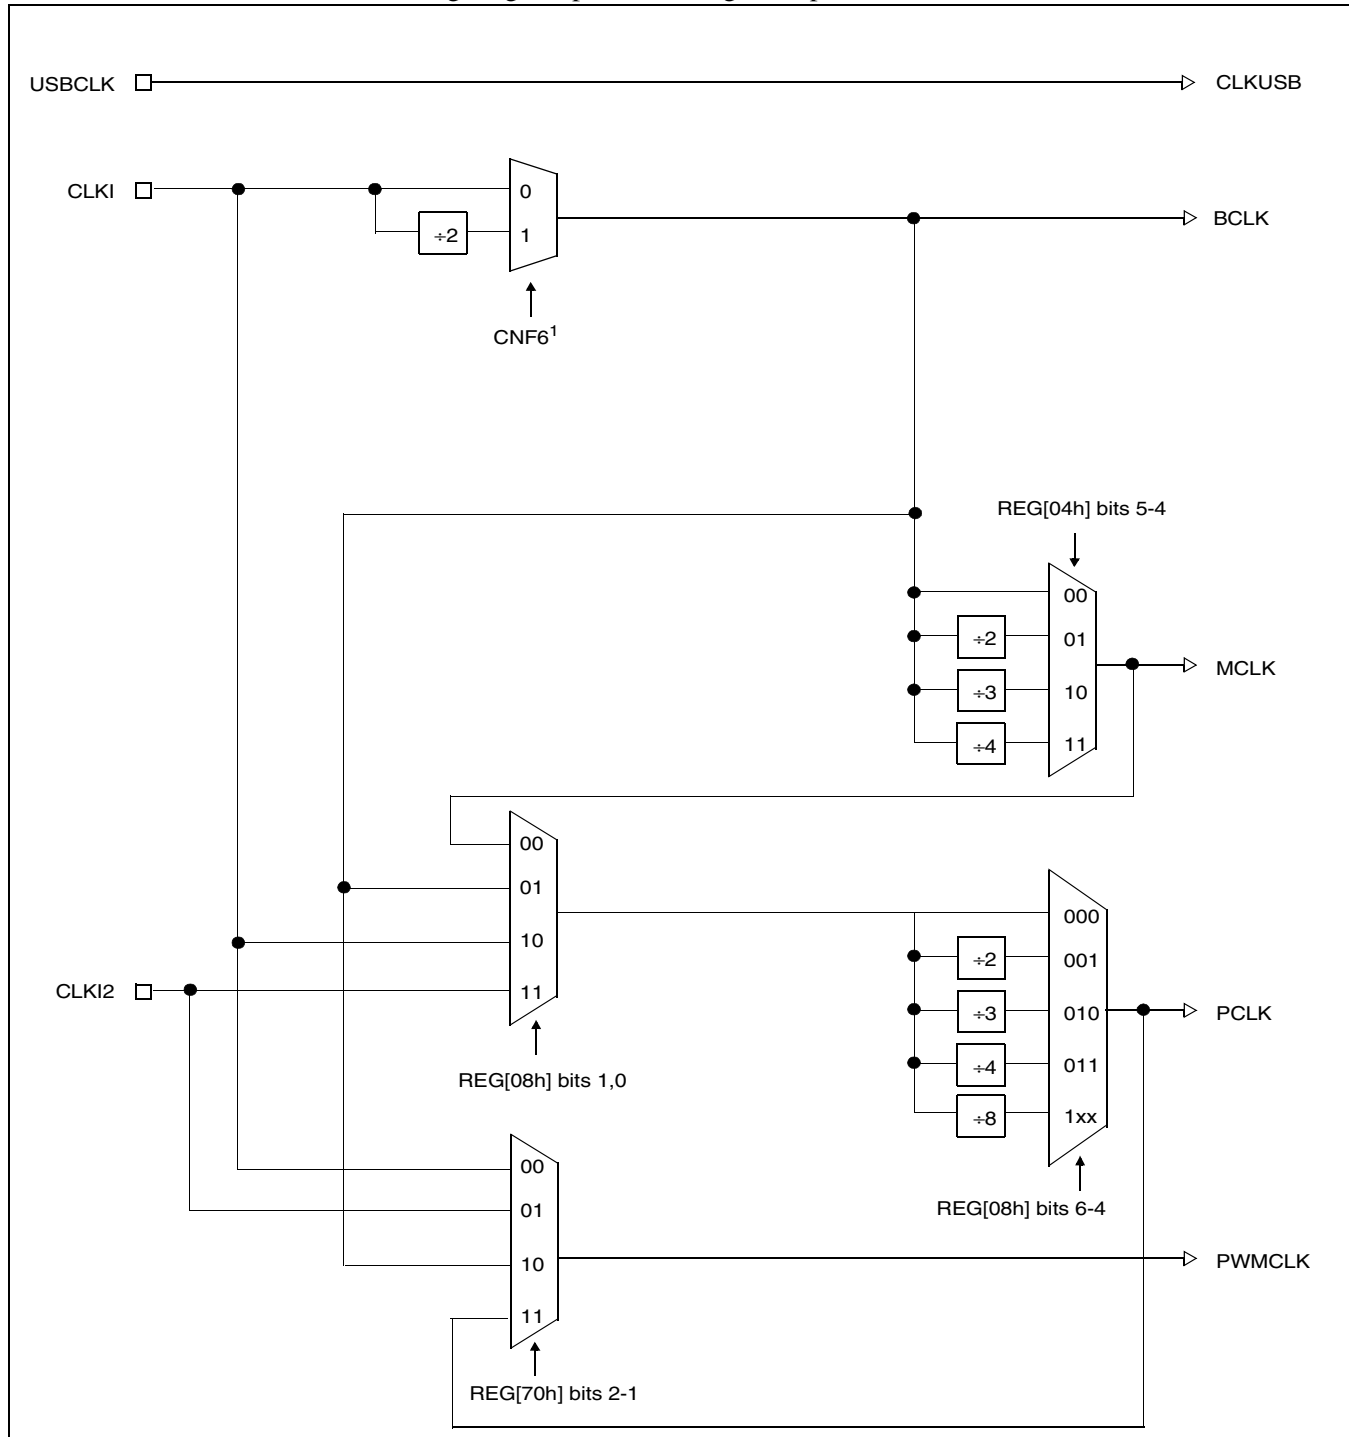 USBCLK
CLKUSB
CLKI
0
÷2
1
BCLK
CNF6¹
REG[04h] bits 5-4
00
÷2
01
MCLK
÷3
10
÷4
11
00
01
000
10
÷2
001
CLKI2
11
÷3
010
PCLK
÷4
011
REG[08h] bits 1,0
÷8
1xx
00
01
REG[08h] bits 6-4
10
PWMCLK
11
REG[70h] bits 2-1